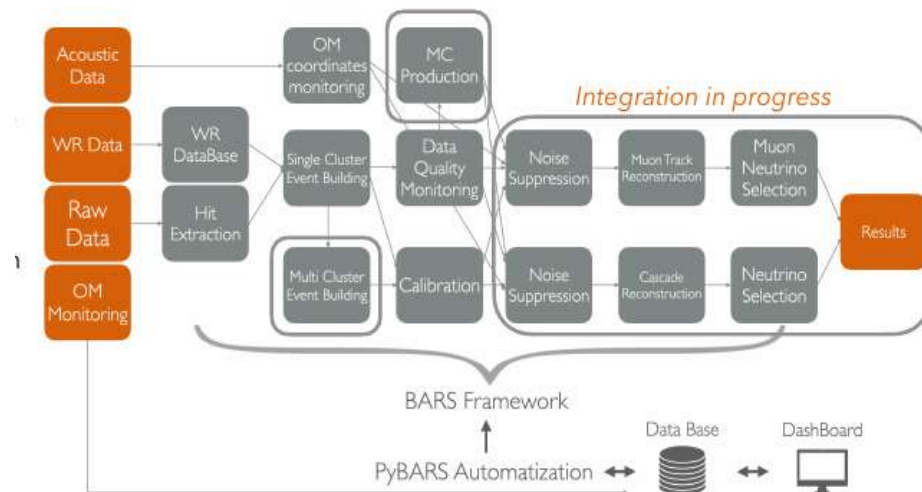 Acoustic
Data
OM
coordinates
monitoring
MC
Production
Integration in progress
WR Data
WR
DataBase
Single Cluster
Event Building
Data
Quality
Monitoring
Noise
Suppression
Muon Track
Reconstruction
Muon
Neutrino
Selection
Raw
Data
Hit
Extraction
Results
n
OM
Monitoring
Multi Cluster
Event Building
Calibration
Noise
Suppression
Cascade
Reconstruction
Neutrino
Selection
BARS Framework
Data Base
DashBoard
PyBARS Automatization